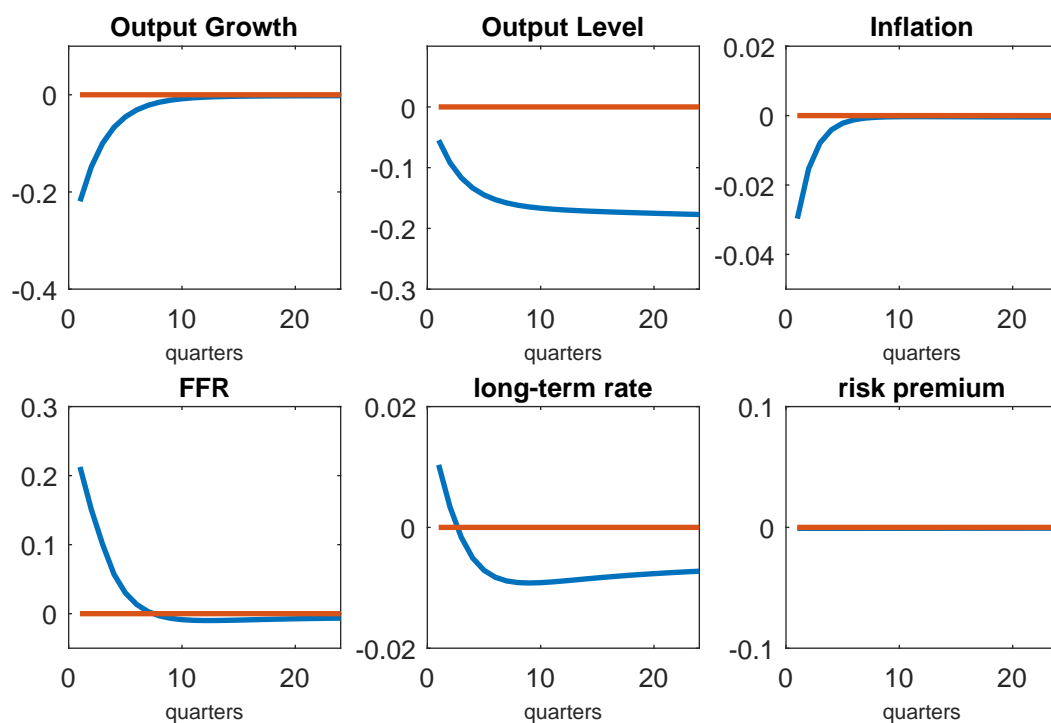 Output Growth
0
-0.2
-0.4
0 10 20
quarters
Output Level
0
-0.1
-0.2
-0.3
0 10 20
quarters
Inflation
0.02
0
-0.02
-0.04
0 10 20
quarters
FFR
0.3
0.2
0.1
0
0 10 20
quarters
long-term rate
0.02
0
-0.02
0 10 20
quarters
risk premium
0.1
0
-0.1
0 10 20
quarters